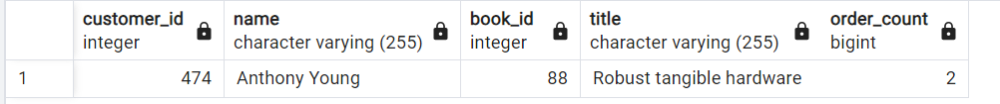 customer_id name book_id title order_count
integer character varying (255) integer character varying (255) bigint
1 474 Anthony Young 88 Robust tangible hardware 2